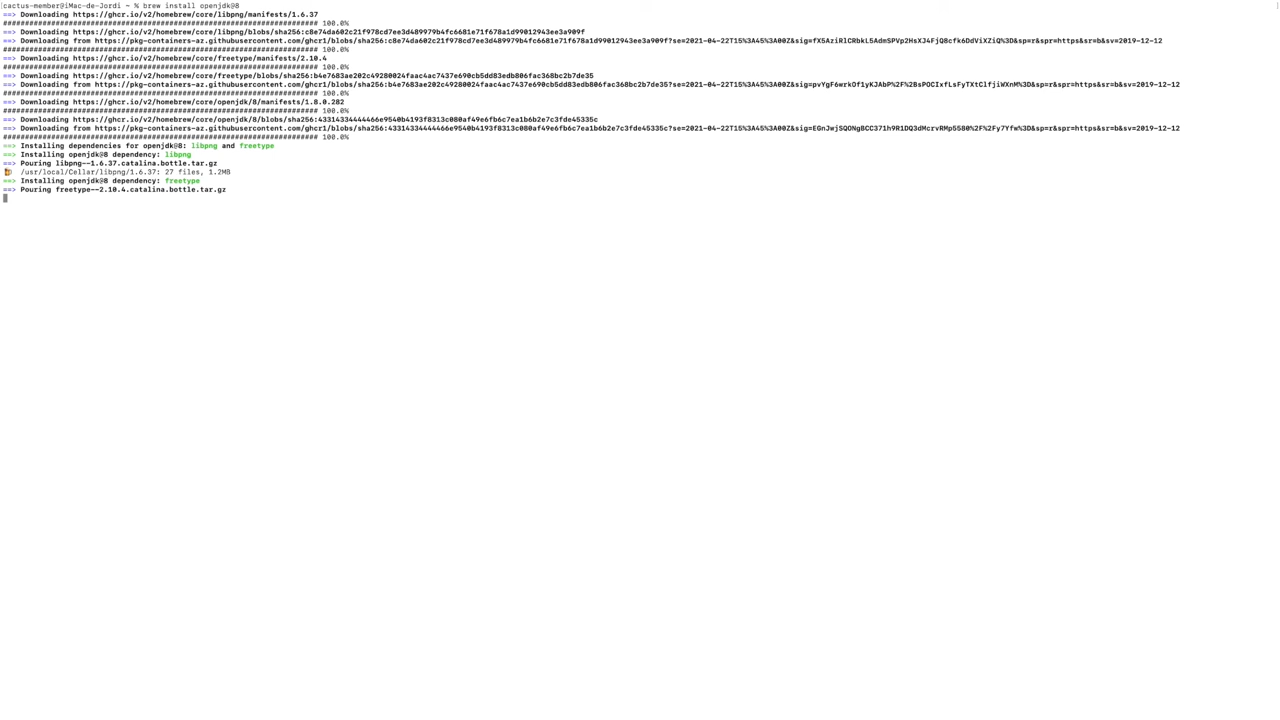 cactus-member@iMac-de-Jordi ~ % brew install openjdk@8
==> Downloading https://ghcr.io/v2/homebrew/core/libpng/manifests/1.6.37
######################################################################## 100.0%
==> Downloading https://ghcr.io/v2/homebrew/core/libpng/blobs/sha256:c8e74da602c21f978cd7ee3d489979b4fc6681e71f678a1d99012943ee3a909f
==> Downloading from https://pkg-containers-az.githubusercontent.com/ghcr1/blobs/sha256:c8e74da602c21f978cd7ee3d489979b4fc6681e71f678a1d99012943ee3a909f?se=2021-04-22T15%3A45%3A00Z&sig=fX5AziRlCRbkL5AdmSPVp2HsXJ4FjQ8cfk6DdViXZiQ%3D&sp=r&spr=https&sr=b&sv=2019-12-12
######################################################################## 100.0%
==> Downloading https://ghcr.io/v2/homebrew/core/freetype/manifests/2.10.4
######################################################################## 100.0%
==> Downloading https://ghcr.io/v2/homebrew/core/freetype/blobs/sha256:b4e7683ae202c49280024faac4ac7437e690cb5dd83edb806fac368bc2b7de35
==> Downloading from https://pkg-containers-az.githubusercontent.com/ghcr1/blobs/sha256:b4e7683ae202c49280024faac4ac7437e690cb5dd83edb806fac368bc2b7de35?se=2021-04-22T15%3A45%3A00Z&sig=pvYgF6wrkOf1yKJAbP%2F%2BsPOCIxfLsFyTXtClfjiWXnM%3D&sp=r&spr=https&sr=b&sv=2019-12-12
######################################################################## 100.0%
==> Downloading https://ghcr.io/v2/homebrew/core/openjdk/8/manifests/1.8.0.282
######################################################################## 100.0%
==> Downloading https://ghcr.io/v2/homebrew/core/openjdk/8/blobs/sha256:43314334444466e9540b4193f8313c080af49e6fb6c7ea1b6b2e7c3fde45335c
==> Downloading from https://pkg-containers-az.githubusercontent.com/ghcr1/blobs/sha256:43314334444466e9540b4193f8313c080af49e6fb6c7ea1b6b2e7c3fde45335c?se=2021-04-22T15%3A45%3A00Z&sig=EGnJwjSQONgBCC371h9R1DQ3dMcrvRMp5580%2F%2Fy7Yfw%3D&sp=r&spr=https&sr=b&sv=2019-12-12
######################################################################## 100.0%
==> Installing dependencies for openjdk@8: libpng and freetype
==> Installing openjdk@8 dependency: libpng
==> Pouring libpng--1.6.37.catalina.bottle.tar.gz
🍺  /usr/local/Cellar/libpng/1.6.37: 27 files, 1.2MB
==> Installing openjdk@8 dependency: freetype
==> Pouring freetype--2.10.4.catalina.bottle.tar.gz